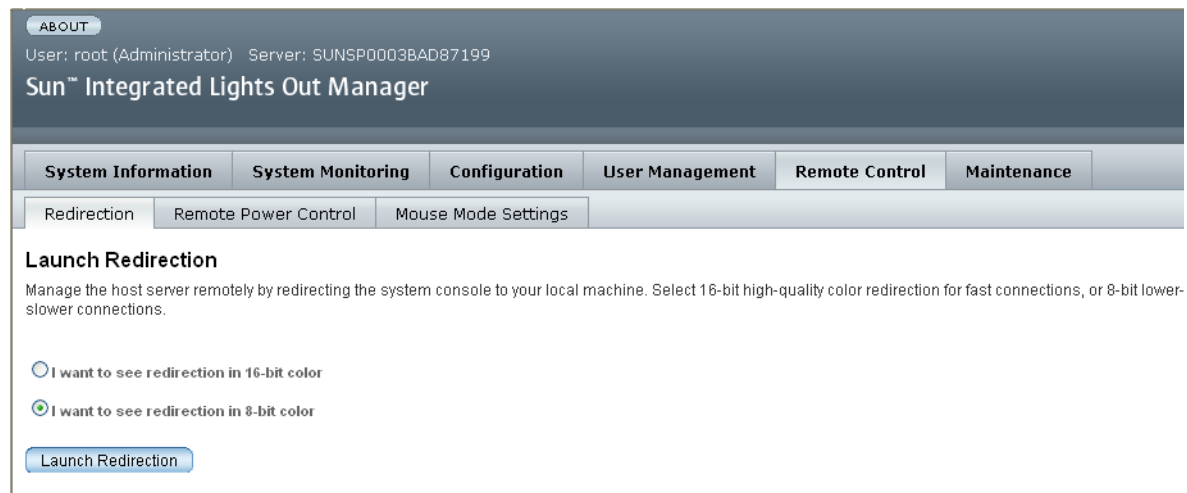 ABOUT
User: root (Administrator) Server: SUNSP0003BAD87199
Sun™ Integrated Lights Out Manager
System Information System Monitoring Configuration User Management Remote Control Maintenance
Redirection Remote Power Control Mouse Mode Settings
Launch Redirection
Manage the host server remotely by redirecting the system console to your local machine. Select 16-bit high-quality color redirection for fast connections, or 8-bit lower-
slower connections.
I want to see redirection in 16-bit color
I want to see redirection in 8-bit color
Launch Redirection